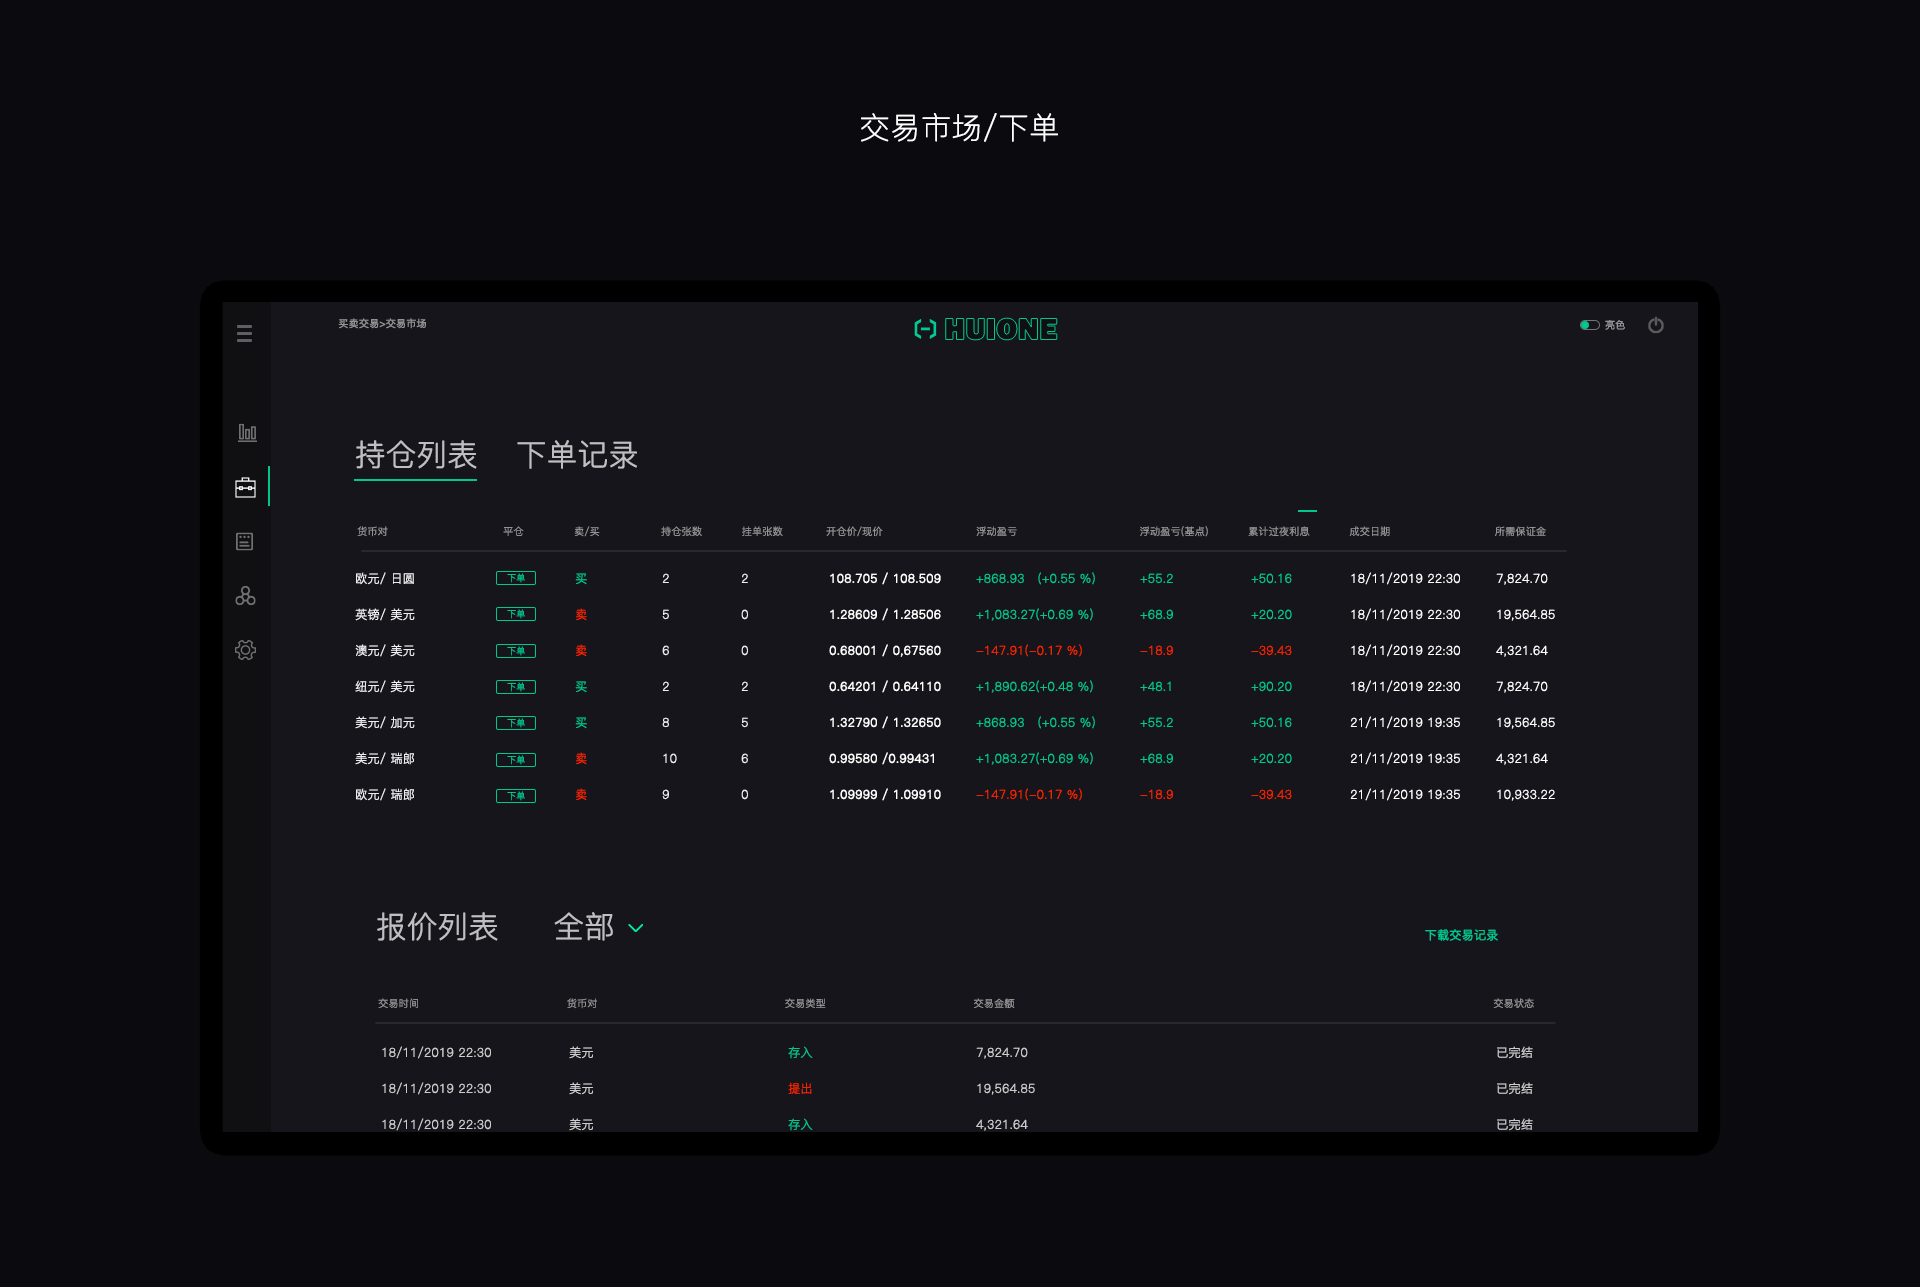 交易市场/下单
买卖交易>交易市场
HUIONE
亮色
持仓列表 下单记录
货币对 平仓 卖/买 持仓张数 挂单张数 开仓价/现价 浮动盈亏 浮动盈亏(基点) 累计过夜利息 成交日期 所需保证金
欧元/ 日圆 下单 买 2 2 108.705 / 108.509 +868.93 (+0.55 %) +55.2 +50.16 18/11/2019 22:30 7,824.70
英镑/ 美元 下单 卖 5 0 1.28609 / 1.28506 +1,083.27(+0.69 %) +68.9 +20.20 18/11/2019 22:30 19,564.85
澳元/ 美元 下单 卖 6 0 0.68001 / 0,67560 –147.91(–0.17 %) –18.9 –39.43 18/11/2019 22:30 4,321.64
纽元/ 美元 下单 买 2 2 0.64201 / 0.64110 +1,890.62(+0.48 %) +48.1 +90.20 18/11/2019 22:30 7,824.70
美元/ 加元 下单 买 8 5 1.32790 / 1.32650 +868.93 (+0.55 %) +55.2 +50.16 21/11/2019 19:35 19,564.85
美元/ 瑞郎 下单 卖 10 6 0.99580 /0.99431 +1,083.27(+0.69 %) +68.9 +20.20 21/11/2019 19:35 4,321.64
欧元/ 瑞郎 下单 卖 9 0 1.09999 / 1.09910 –147.91(–0.17 %) –18.9 –39.43 21/11/2019 19:35 10,933.22
报价列表 全部
下载交易记录
交易时间 货币对 交易类型 交易金额 交易状态
18/11/2019 22:30 美元 存入 7,824.70 已完结
18/11/2019 22:30 美元 提出 19,564.85 已完结
18/11/2019 22:30 美元 存入 4,321.64 已完结